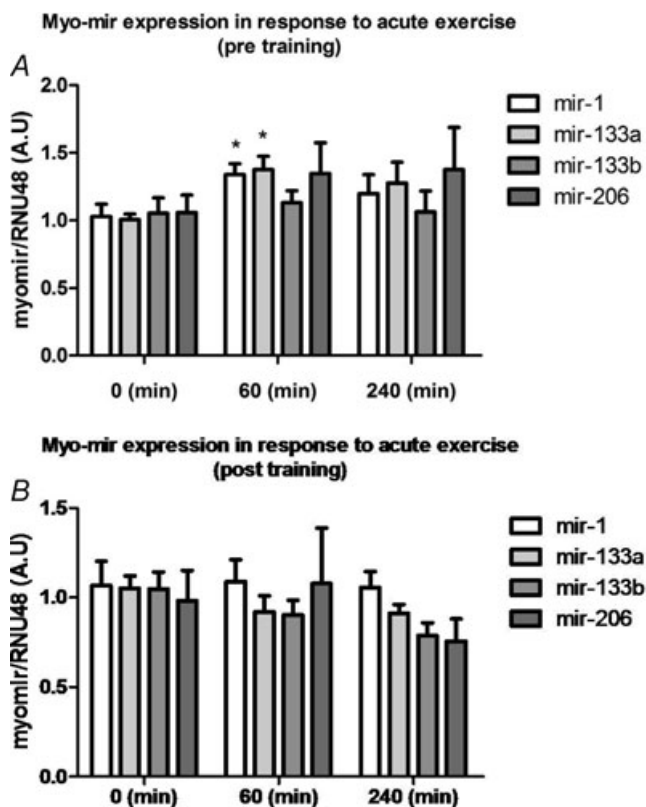 Myo-mir expression in response to acute exercise
(pre training)
A
myomir/RNU48 (A.U)
2.0
1.5
1.0
0.5
0.0
* *
0 (min) 60 (min) 240 (min)
mir-1
mir-133a
mir-133b
mir-206
Myo-mir expression in response to acute exercise
(post training)
B
myomir/RNU48 (A.U)
1.5
1.0
0.5
0.0
0 (min) 60 (min) 240 (min)
mir-1
mir-133a
mir-133b
mir-206